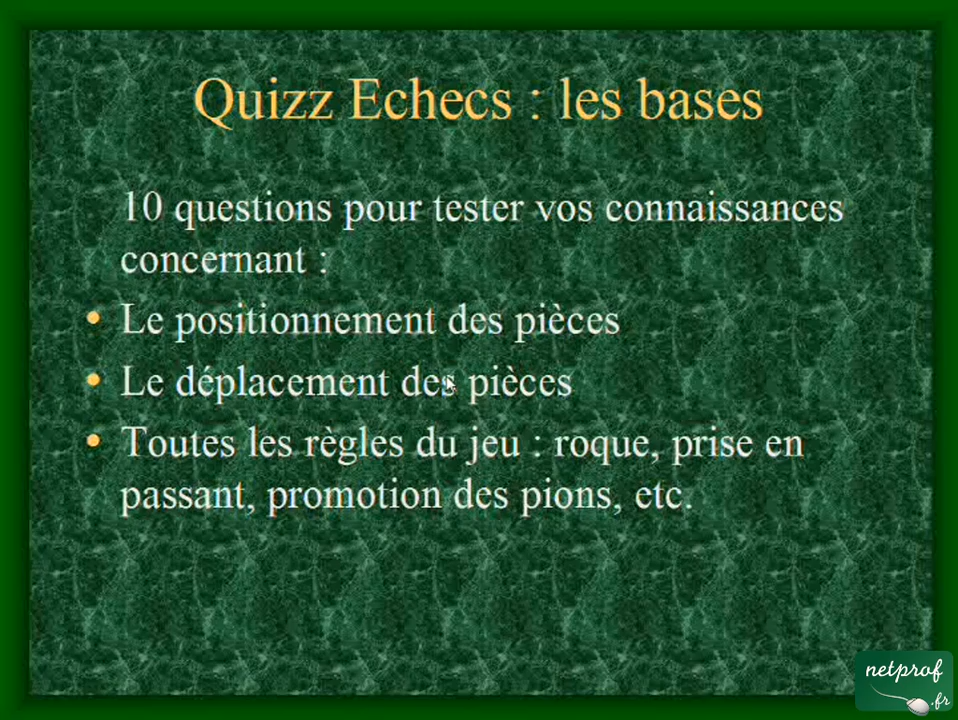 Quizz Echecs : les bases
10 questions pour tester vos connaissances
concernant :
• Le positionnement des pièces
• Le déplacement des pièces
• Toutes les règles du jeu : roque, prise en
passant, promotion des pions, etc.
netprof
.fr